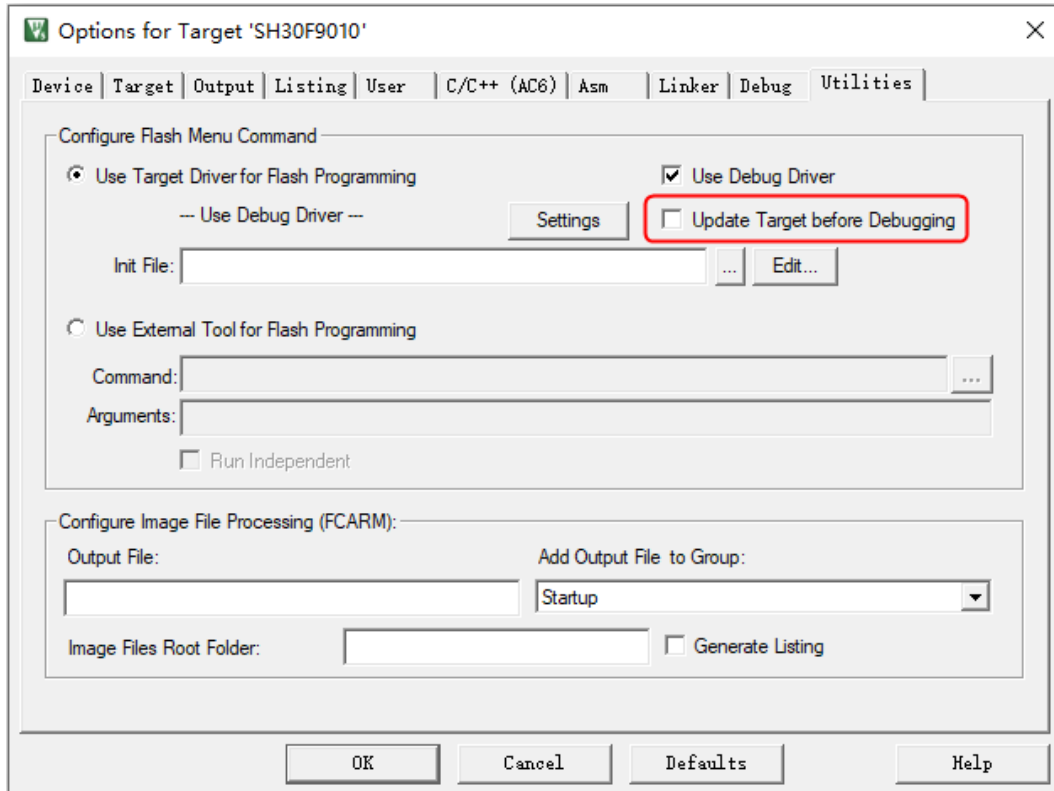 Options for Target 'SH30F9010'
Device Target Output Listing User C/C++ (AC6) Asm Linker Debug Utilities
Configure Flash Menu Command
Use Target Driver for Flash Programming Use Debug Driver
--- Use Debug Driver --- Settings Update Target before Debugging
Init File: ... Edit...
Use External Tool for Flash Programming
Command: ...
Arguments:
Run Independent
Configure Image File Processing (FCARM):
Output File: Add Output File to Group:
Startup
Image Files Root Folder: Generate Listing
OK Cancel Defaults Help